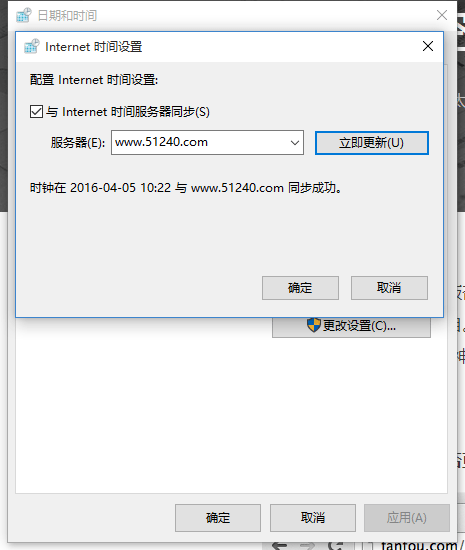 日期和时间
Internet 时间设置
配置 Internet 时间设置:
与 Internet 时间服务器同步(S)
服务器(E): www.51240.com 立即更新(U)
时钟在 2016-04-05 10:22 与 www.51240.com 同步成功。
确定 取消
更改设置(C)...
确定 取消 应用(A)
fanfou.com/